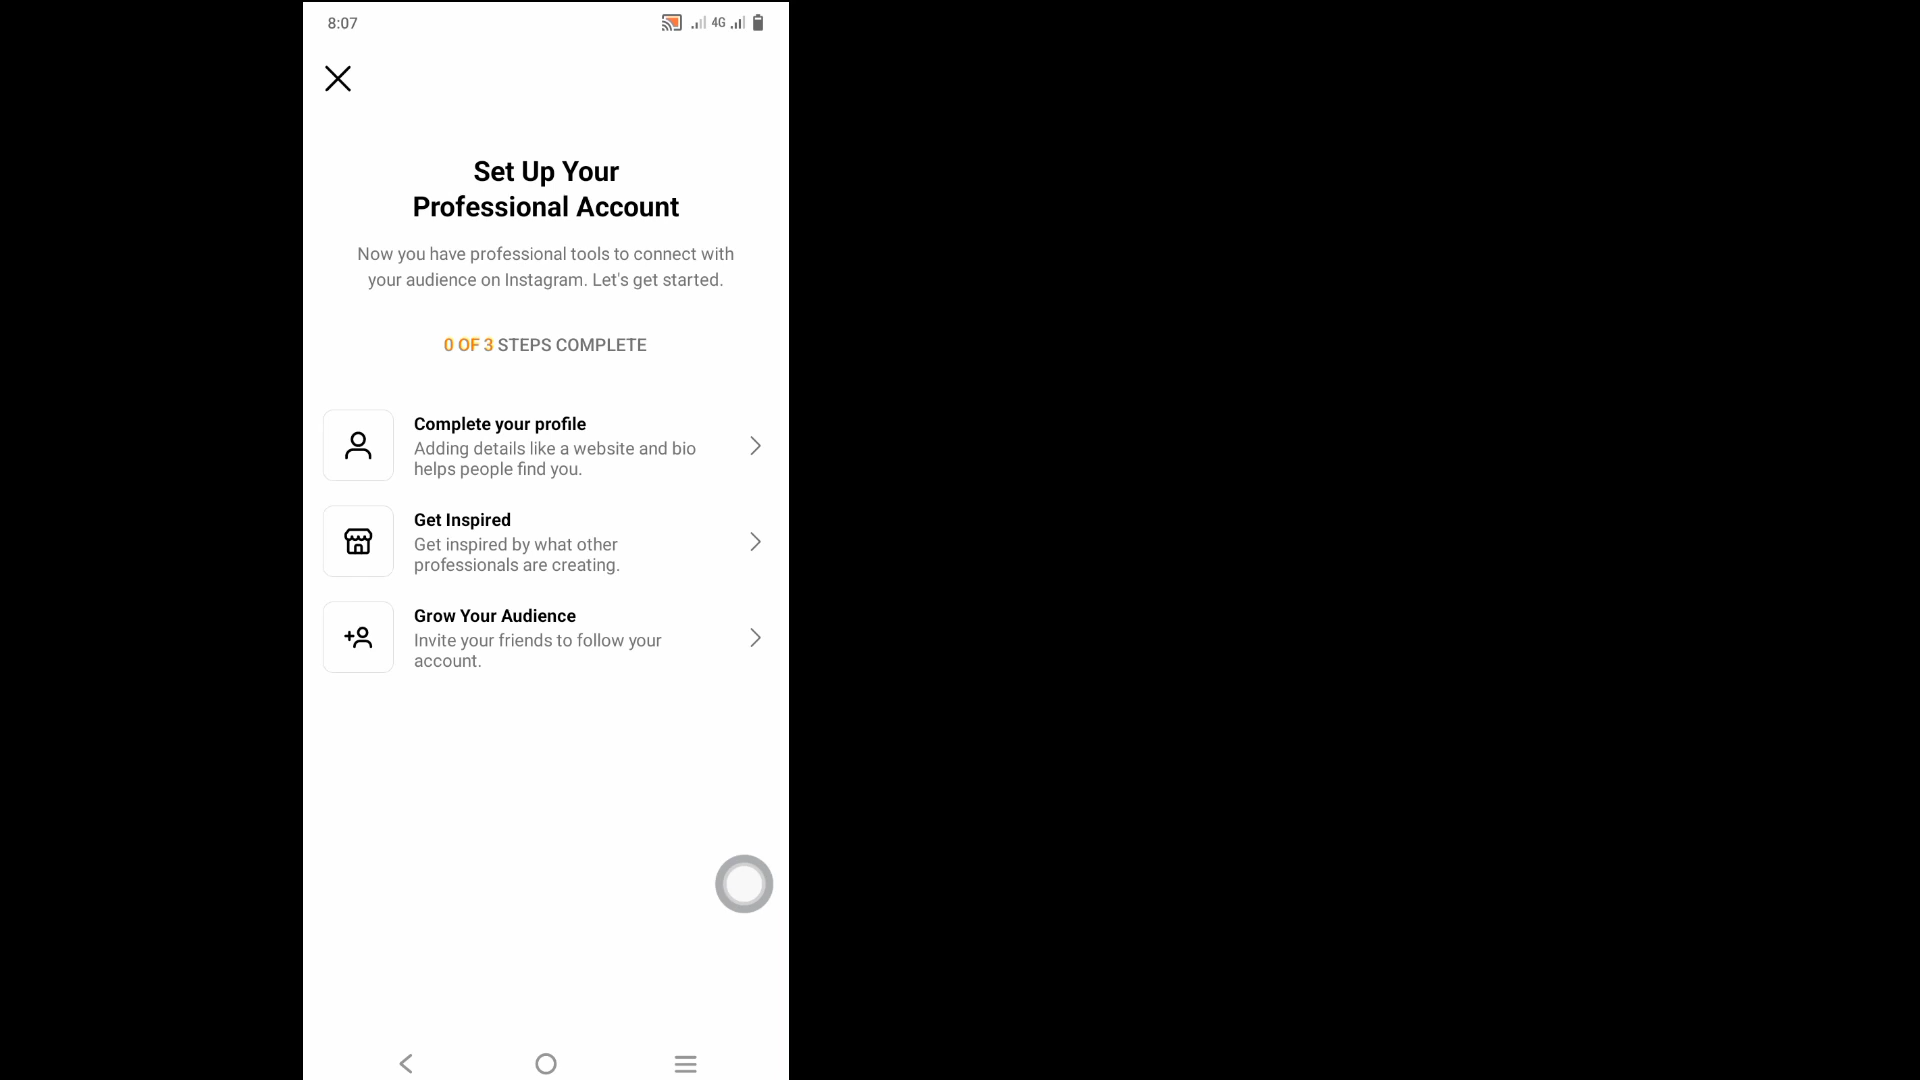 8:07
4G
Set Up Your
Professional Account
Now you have professional tools to connect with
your audience on Instagram. Let's get started.
0 OF 3 STEPS COMPLETE
Complete your profile
Adding details like a website and bio
helps people find you.
Get Inspired
Get inspired by what other
professionals are creating.
Grow Your Audience
Invite your friends to follow your
account.